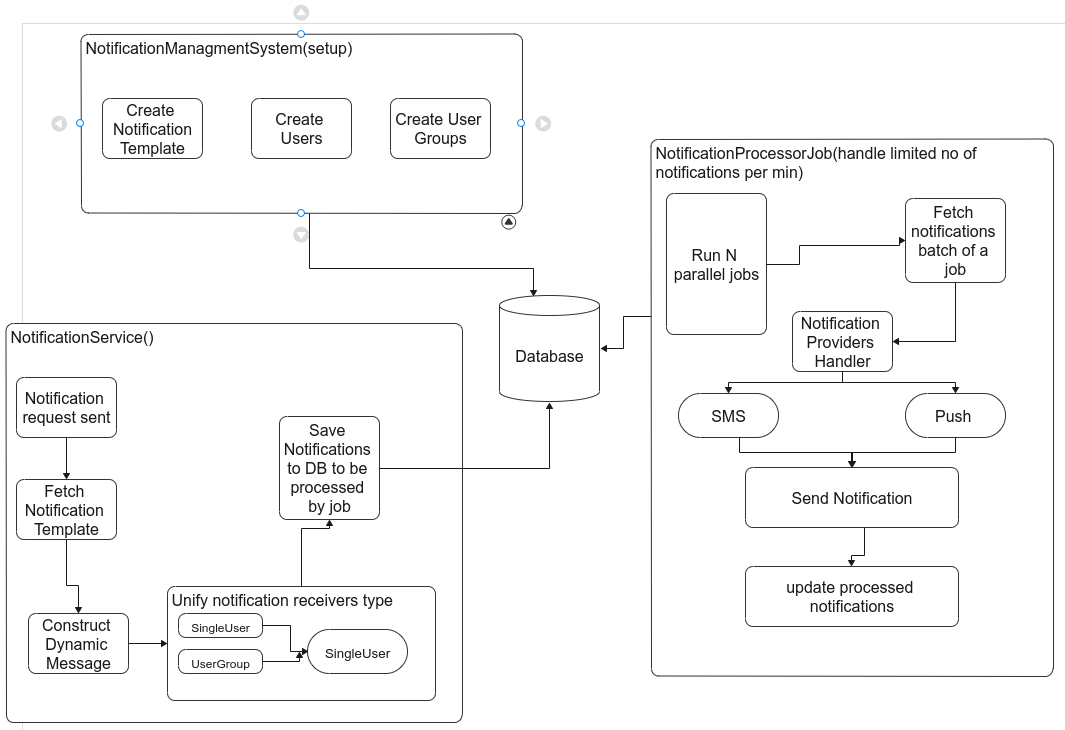 NotificationManagmentSystem(setup)
Create
Notification
Template
Create
Users
Create User
Groups
NotificationProcessorJob(handle limited no of
notifications per min)
Run N
parallel jobs
Fetch
notifications
batch of a
job
Notification
Providers
Handler
SMS
Push
Send Notification
update processed
notifications
Database
NotificationService()
Notification
request sent
Fetch
Notification
Template
Construct
Dynamic
Message
Unify notification receivers type
SingleUser
UserGroup
SingleUser
Save
Notifications
to DB to be
processed
by job